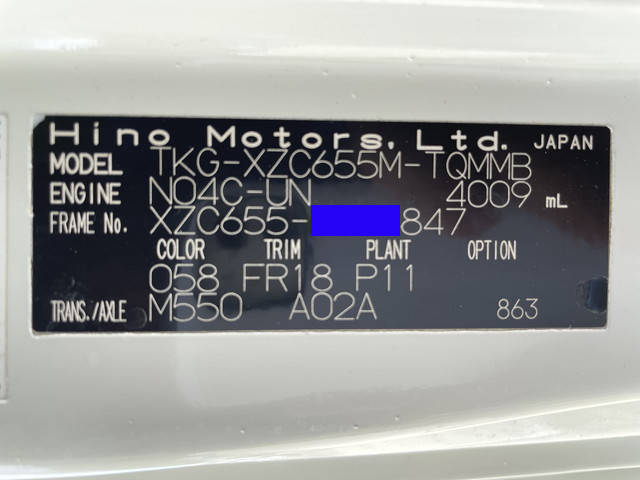 Hino Motors, Ltd. JAPAN
MODEL TKG-XZC655M-TQMMB
ENGINE N04C-UN 4009 mL
FRAME No. XZC655- 847
COLOR TRIM PLANT OPTION
058 FR18 P11
TRANS./AXLE M550 A02A 863